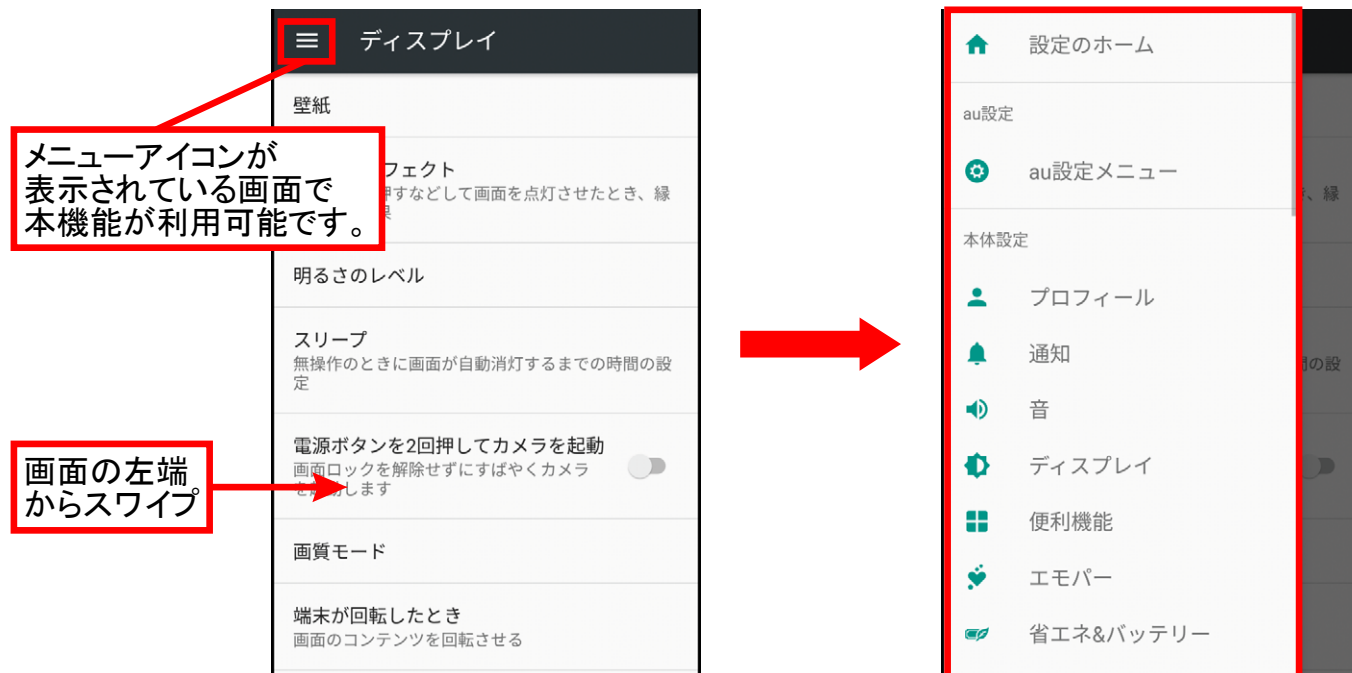 ディスプレイ
壁紙
メニューアイコンが
表示されている画面で
本機能が利用可能です。
フェクト
押すなどして画面を点灯させたとき、縁
明るさのレベル
スリープ
無操作のときに画面が自動消灯するまでの時間の設
定
電源ボタンを2回押してカメラを起動
画面ロックを解除せずにすばやくカメラ
を起動します
画面の左端
からスワイプ
画質モード
端末が回転したとき
画面のコンテンツを回転させる
設定のホーム
au設定
au設定メニュー
、縁
本体設定
プロフィール
通知
間の設
音
ディスプレイ
便利機能
エモパー
省エネ&バッテリー